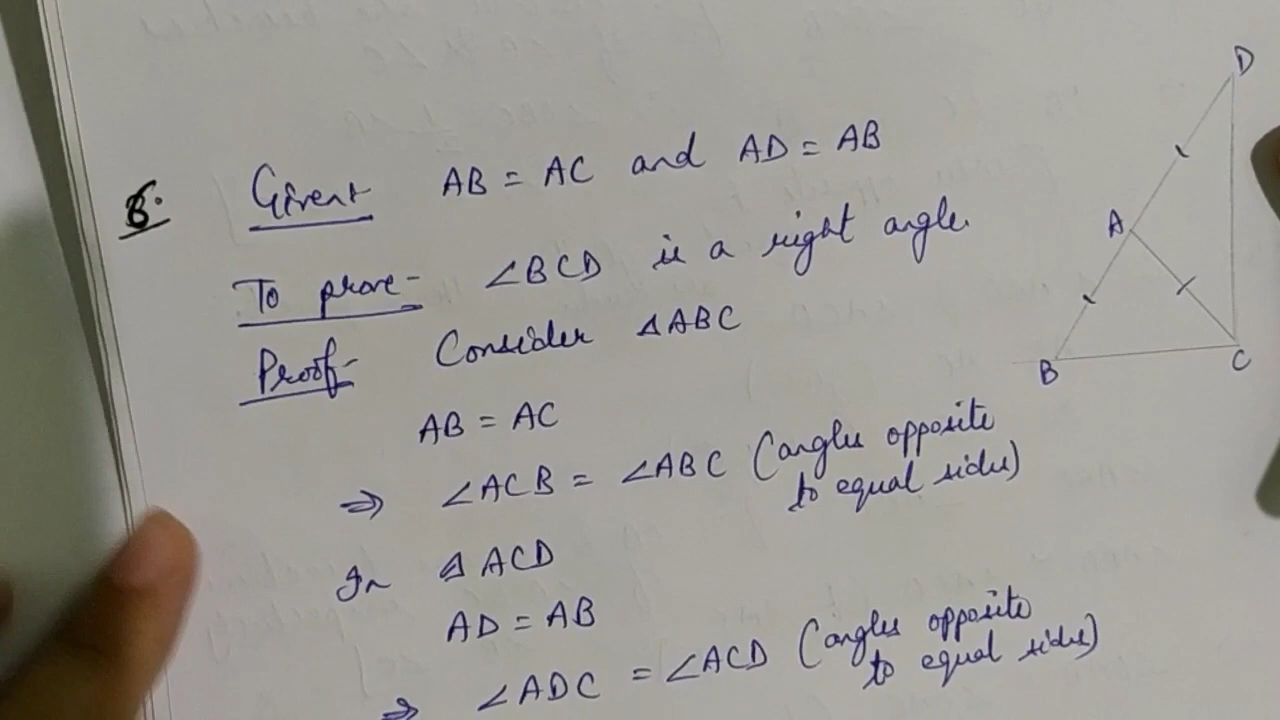 6. Given- AB = AC and AD = AB
To prove- ∠BCD is a right angle.
Proof- Consider △ABC
AB = AC
⇒ ∠ACB = ∠ABC (angles opposite
to equal sides)
In △ACD
AD = AB
⇒ ∠ADC = ∠ACD (angles opposite
to equal sides)
D
A
B
C